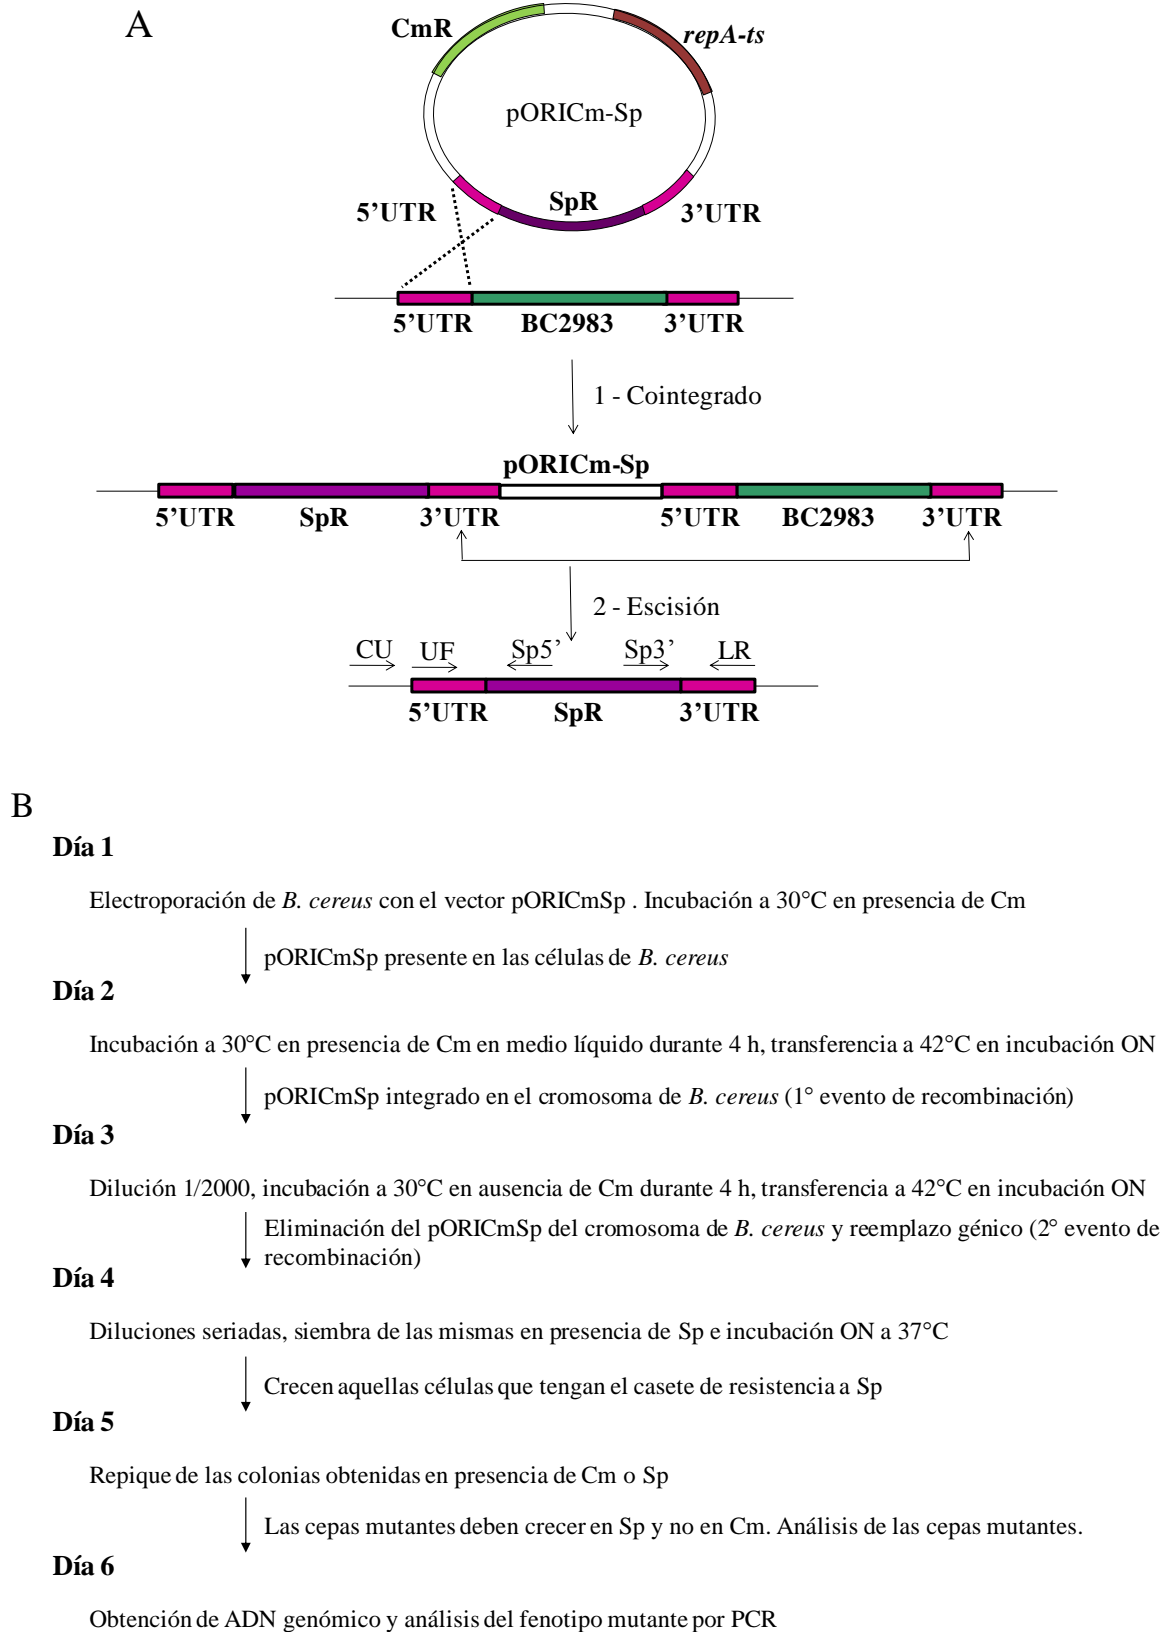 A
CmR
repA-ts
pORICm-Sp
SpR
5’UTR
3’UTR
5’UTR
BC2983
3’UTR
1 - Cointegrado
pORICm-Sp
5’UTR
SpR
3’UTR
5’UTR
BC2983
3’UTR
2 - Escisión
CU
UF
Sp5’
Sp3’
LR
5’UTR
SpR
3’UTR
B
Día 1
Electroporación de B. cereus con el vector pORICmSp . Incubación a 30°C en presencia de Cm
pORICmSp presente en las células de B. cereus
Día 2
Incubación a 30°C en presencia de Cm en medio líquido durante 4 h, transferencia a 42°C en incubación ON
pORICmSp integrado en el cromosoma de B. cereus (1° evento de recombinación)
Día 3
Dilución 1/2000, incubación a 30°C en ausencia de Cm durante 4 h, transferencia a 42°C en incubación ON
Eliminación del pORICmSp del cromosoma de B. cereus y reemplazo génico (2° evento de
recombinación)
Día 4
Diluciones seriadas, siembra de las mismas en presencia de Sp e incubación ON a 37°C
Crecen aquellas células que tengan el casete de resistencia a Sp
Día 5
Repique de las colonias obtenidas en presencia de Cm o Sp
Las cepas mutantes deben crecer en Sp y no en Cm. Análisis de las cepas mutantes.
Día 6
Obtención de ADN genómico y análisis del fenotipo mutante por PCR